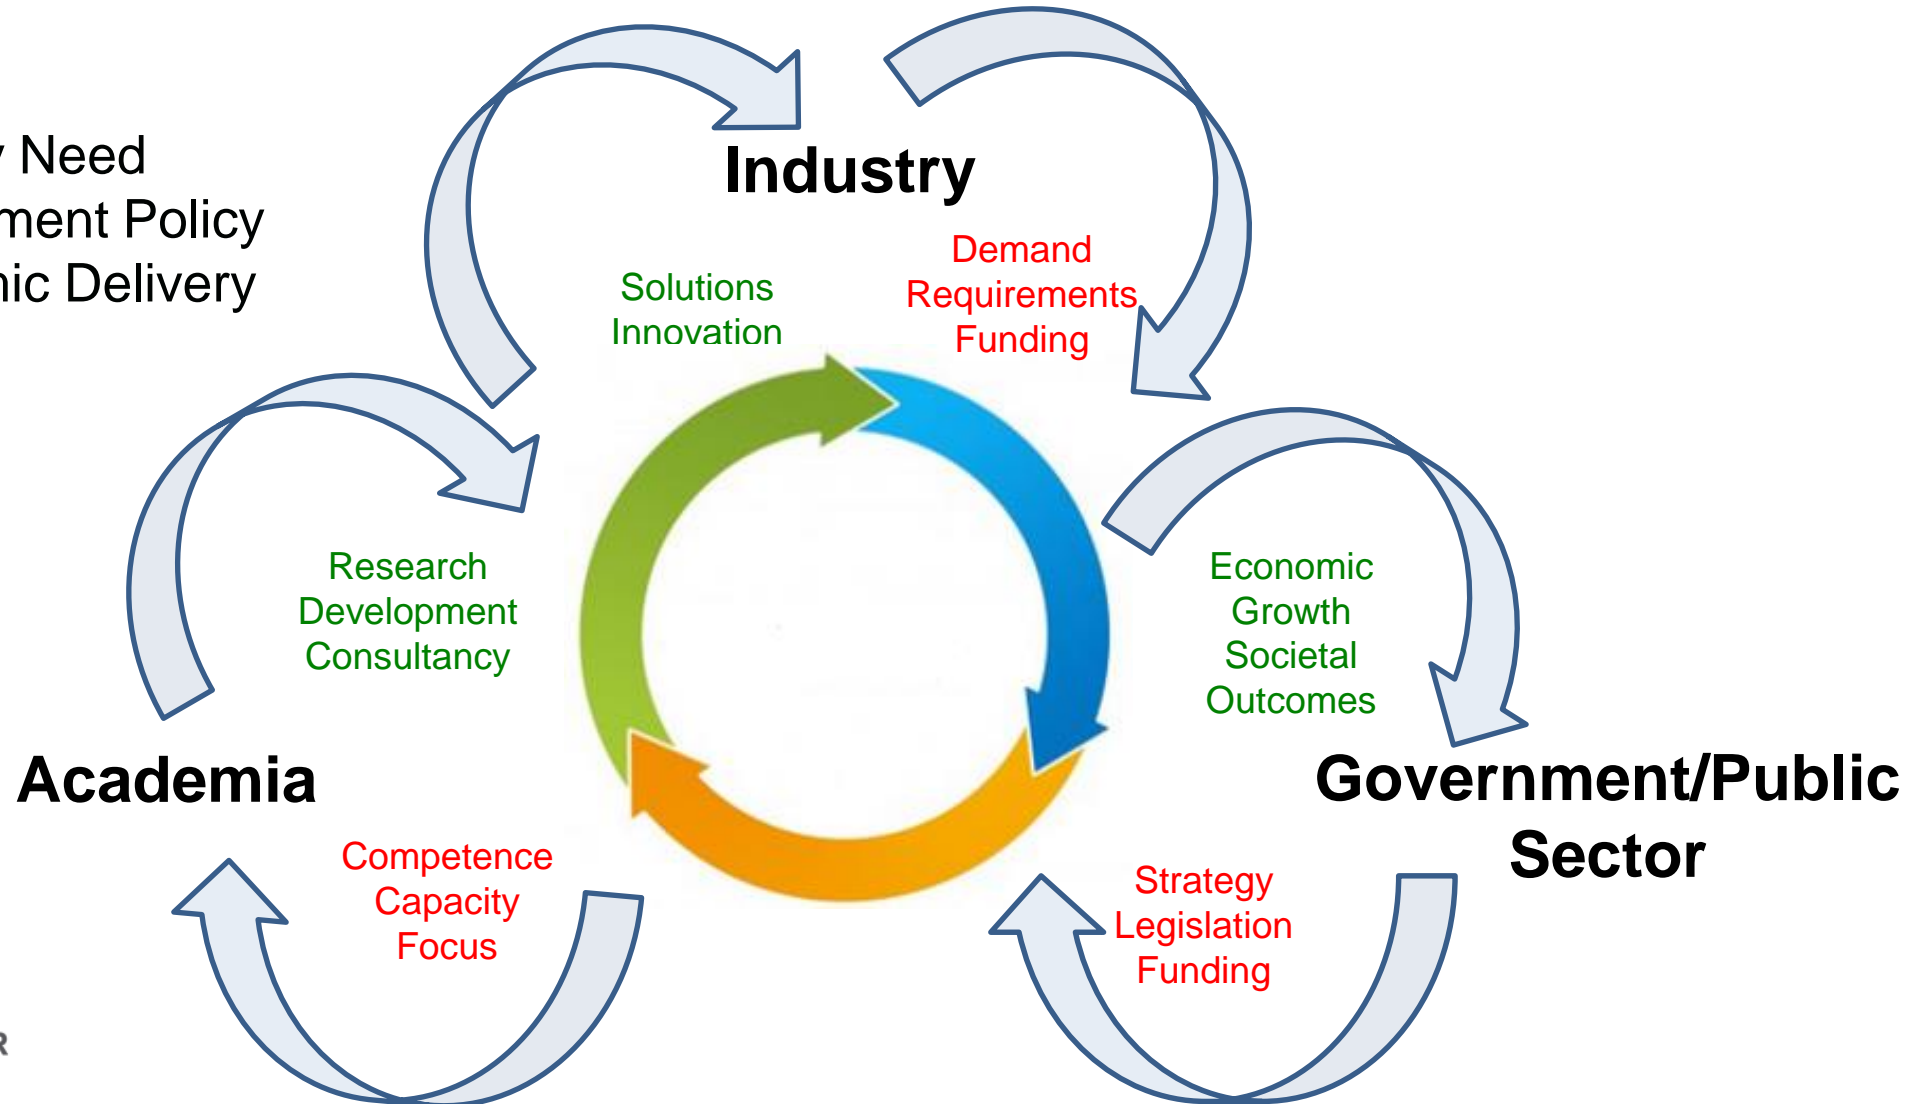 Need
ment Policy
nic Delivery
Industry
Solutions
Innovation
Demand
Requirements
Funding
Research
Development
Consultancy
Economic
Growth
Societal
Outcomes
Academia
Government/Public
Sector
Competence
Capacity
Focus
Strategy
Legislation
Funding
R